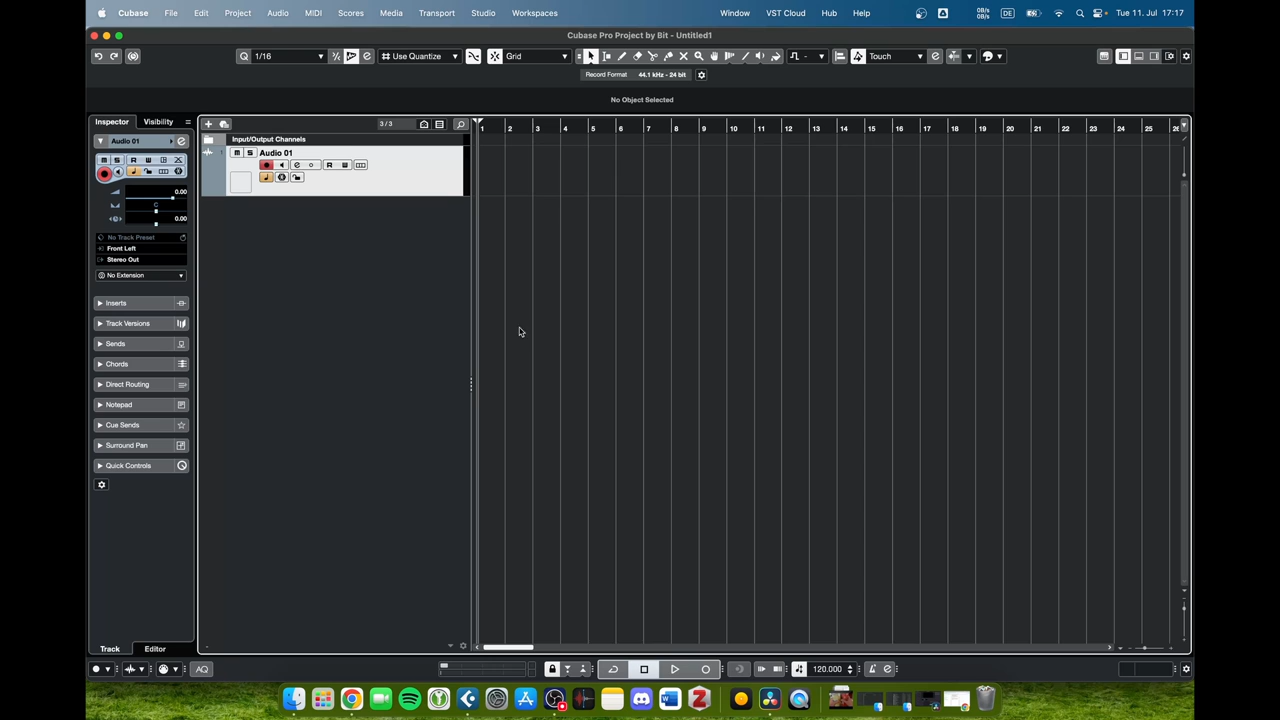 Cubase File Edit Project Audio MIDI Scores Media Transport Studio Workspaces Window VST Cloud Hub Help 0B/s 0B/s DE Tue 11. Jul 17:17
Cubase Pro Project by Bit - Untitled1
Q 1/16 Use Quantize Grid Touch
Record Format 44.1 kHz - 24 bit
No Object Selected
Inspector Visibility
3 / 3
1 2 3 4 5 6 7 8 9 10 11 12 13 14 15 16 17 18 19 20 21 22 23 24 25
Input/Output Channels
Audio 01
1 m S Audio 01
m S R W
R W
0.00
C
0.00
No Track Preset
Front Left
Stereo Out
No Extension
Inserts
Track Versions
Sends
Chords
Direct Routing
Notepad
Cue Sends
Surround Pan
Quick Controls
Track Editor
AQ 120.000